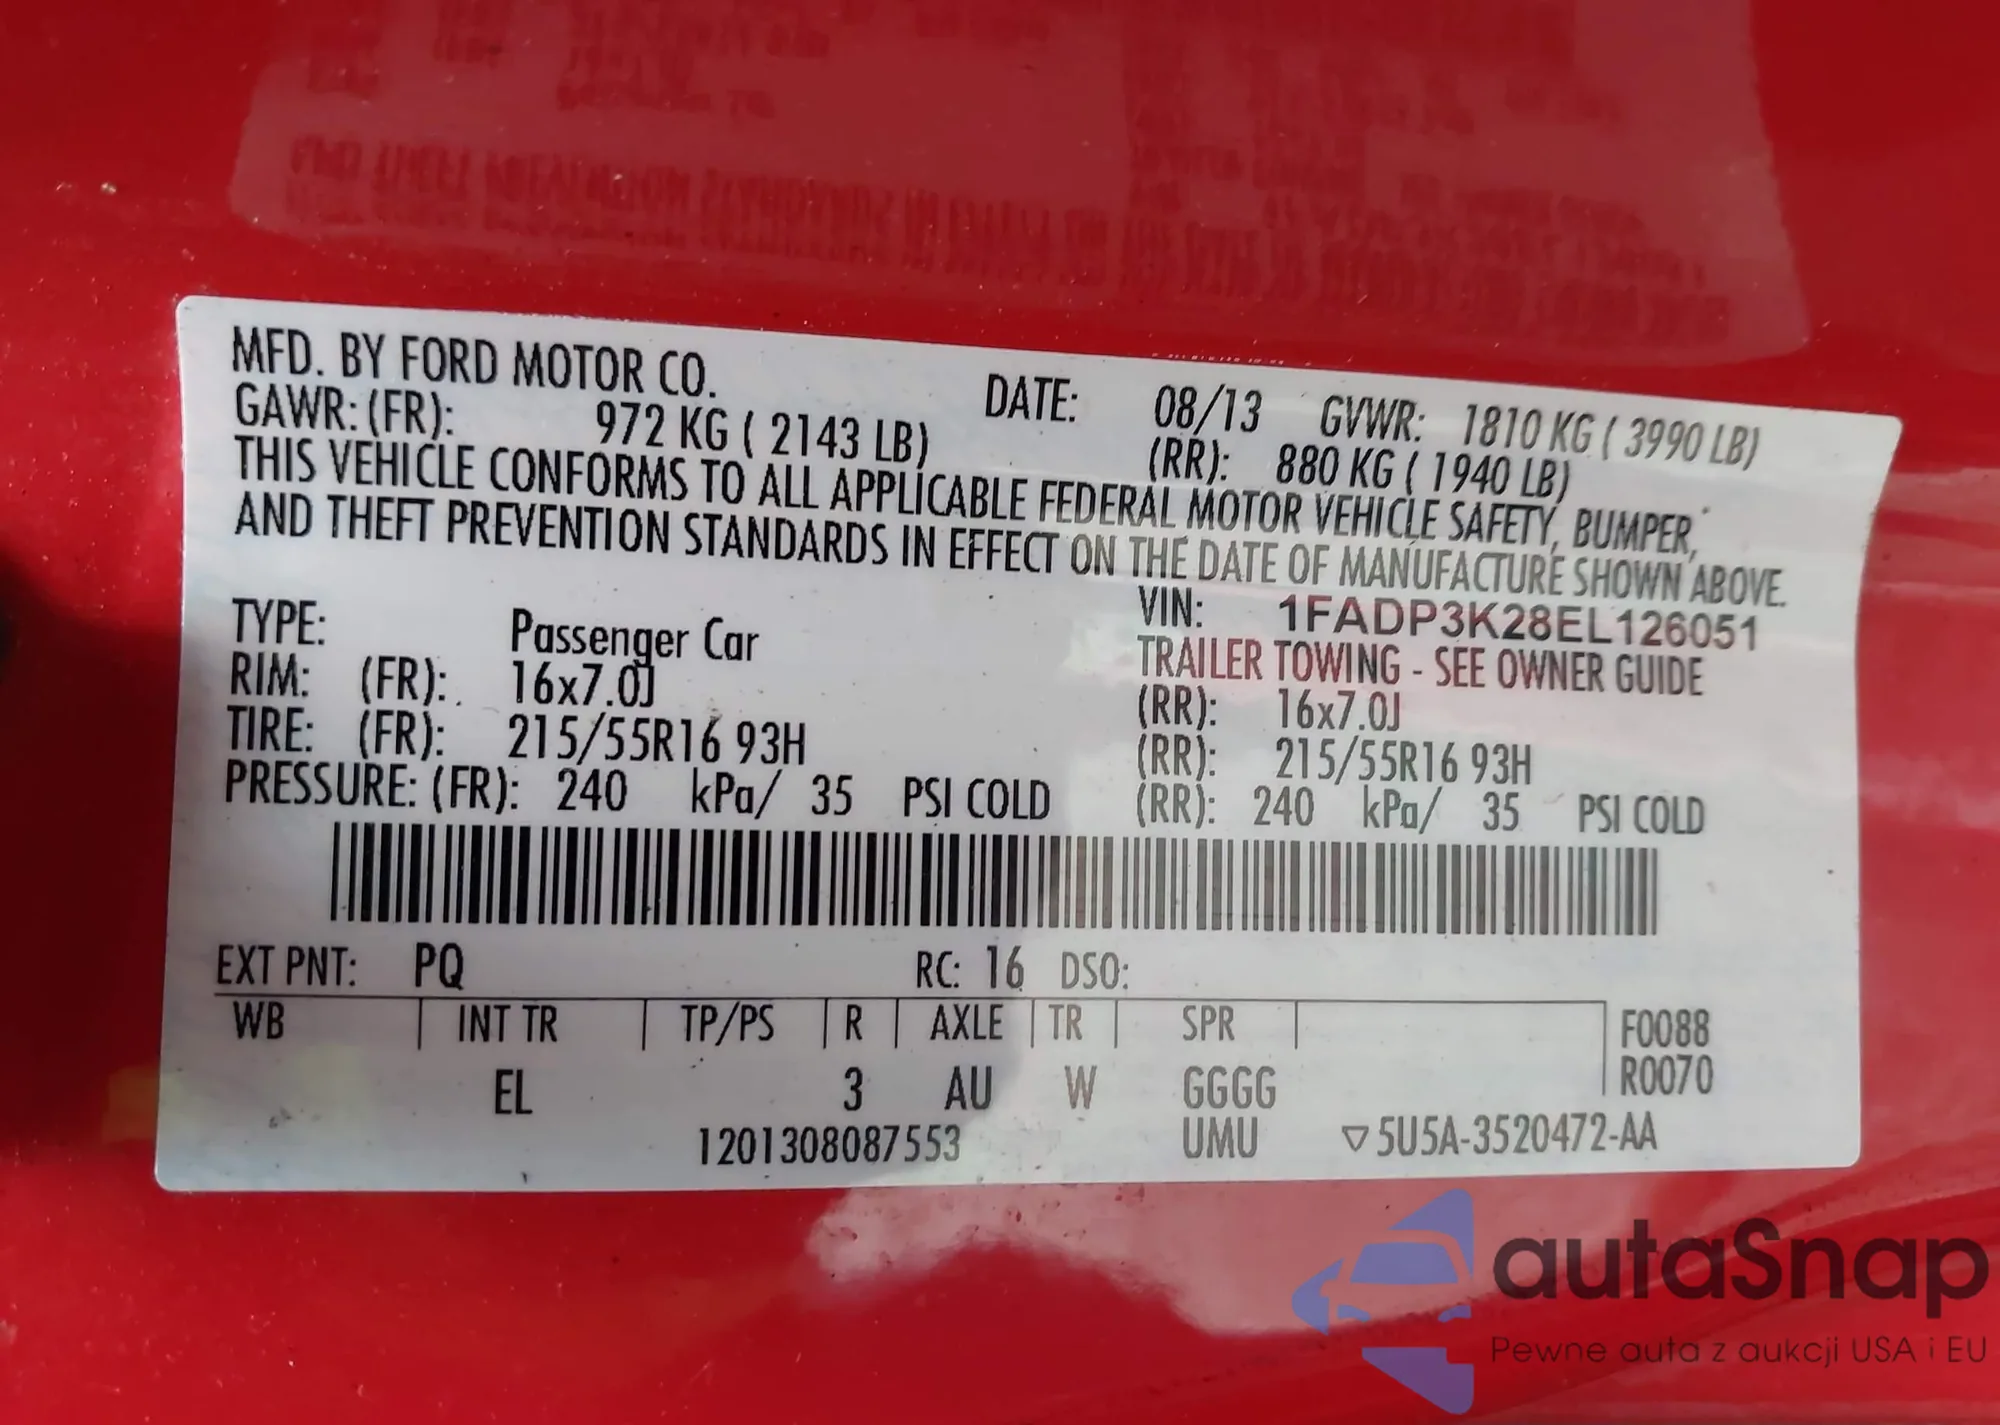 MFD. BY FORD MOTOR CO. DATE: 08/13 GVWR: 1810 KG ( 3990 LB)
GAWR: (FR): 972 KG ( 2143 LB) (RR): 880 KG ( 1940 LB)
THIS VEHICLE CONFORMS TO ALL APPLICABLE FEDERAL MOTOR VEHICLE SAFETY, BUMPER,
AND THEFT PREVENTION STANDARDS IN EFFECT ON THE DATE OF MANUFACTURE SHOWN ABOVE.
VIN: 1FADP3K28EL126051
TYPE: Passenger Car TRAILER TOWING - SEE OWNER GUIDE
RIM: (FR): 16x7.0J (RR): 16x7.0J
TIRE: (FR): 215/55R16 93H (RR): 215/55R16 93H
PRESSURE: (FR): 240 kPa/ 35 PSI COLD (RR): 240 kPa/ 35 PSI COLD
EXT PNT: PQ RC: 16 DSO:
WB INT TR TP/PS R AXLE TR SPR F0088
R0070
EL 3 AU W GGGG
1201308087553 UMU ▽5U5A-3520472-AA
autaSnap
Pewne auta z aukcji USA i EU